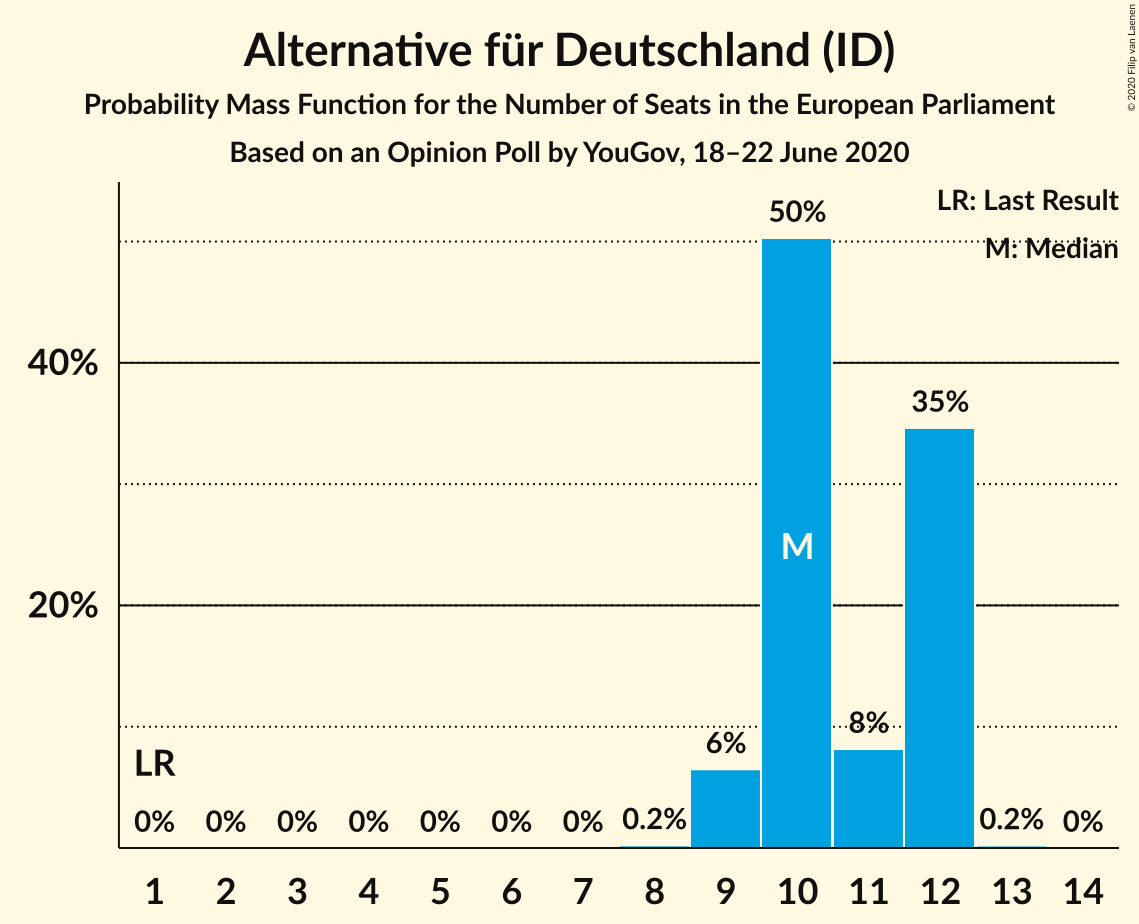 Alternative für Deutschland (ID)
Probability Mass Function for the Number of Seats in the European Parliament
Based on an Opinion Poll by YouGov, 18–22 June 2020
© 2020 Filip van Laenen
LR: Last Result
M: Median
50%
40%
35%
M
20%
8%
6%
LR
0% 0% 0% 0% 0% 0% 0% 0.2% 0.2% 0%
1 2 3 4 5 6 7 8 9 10 11 12 13 14